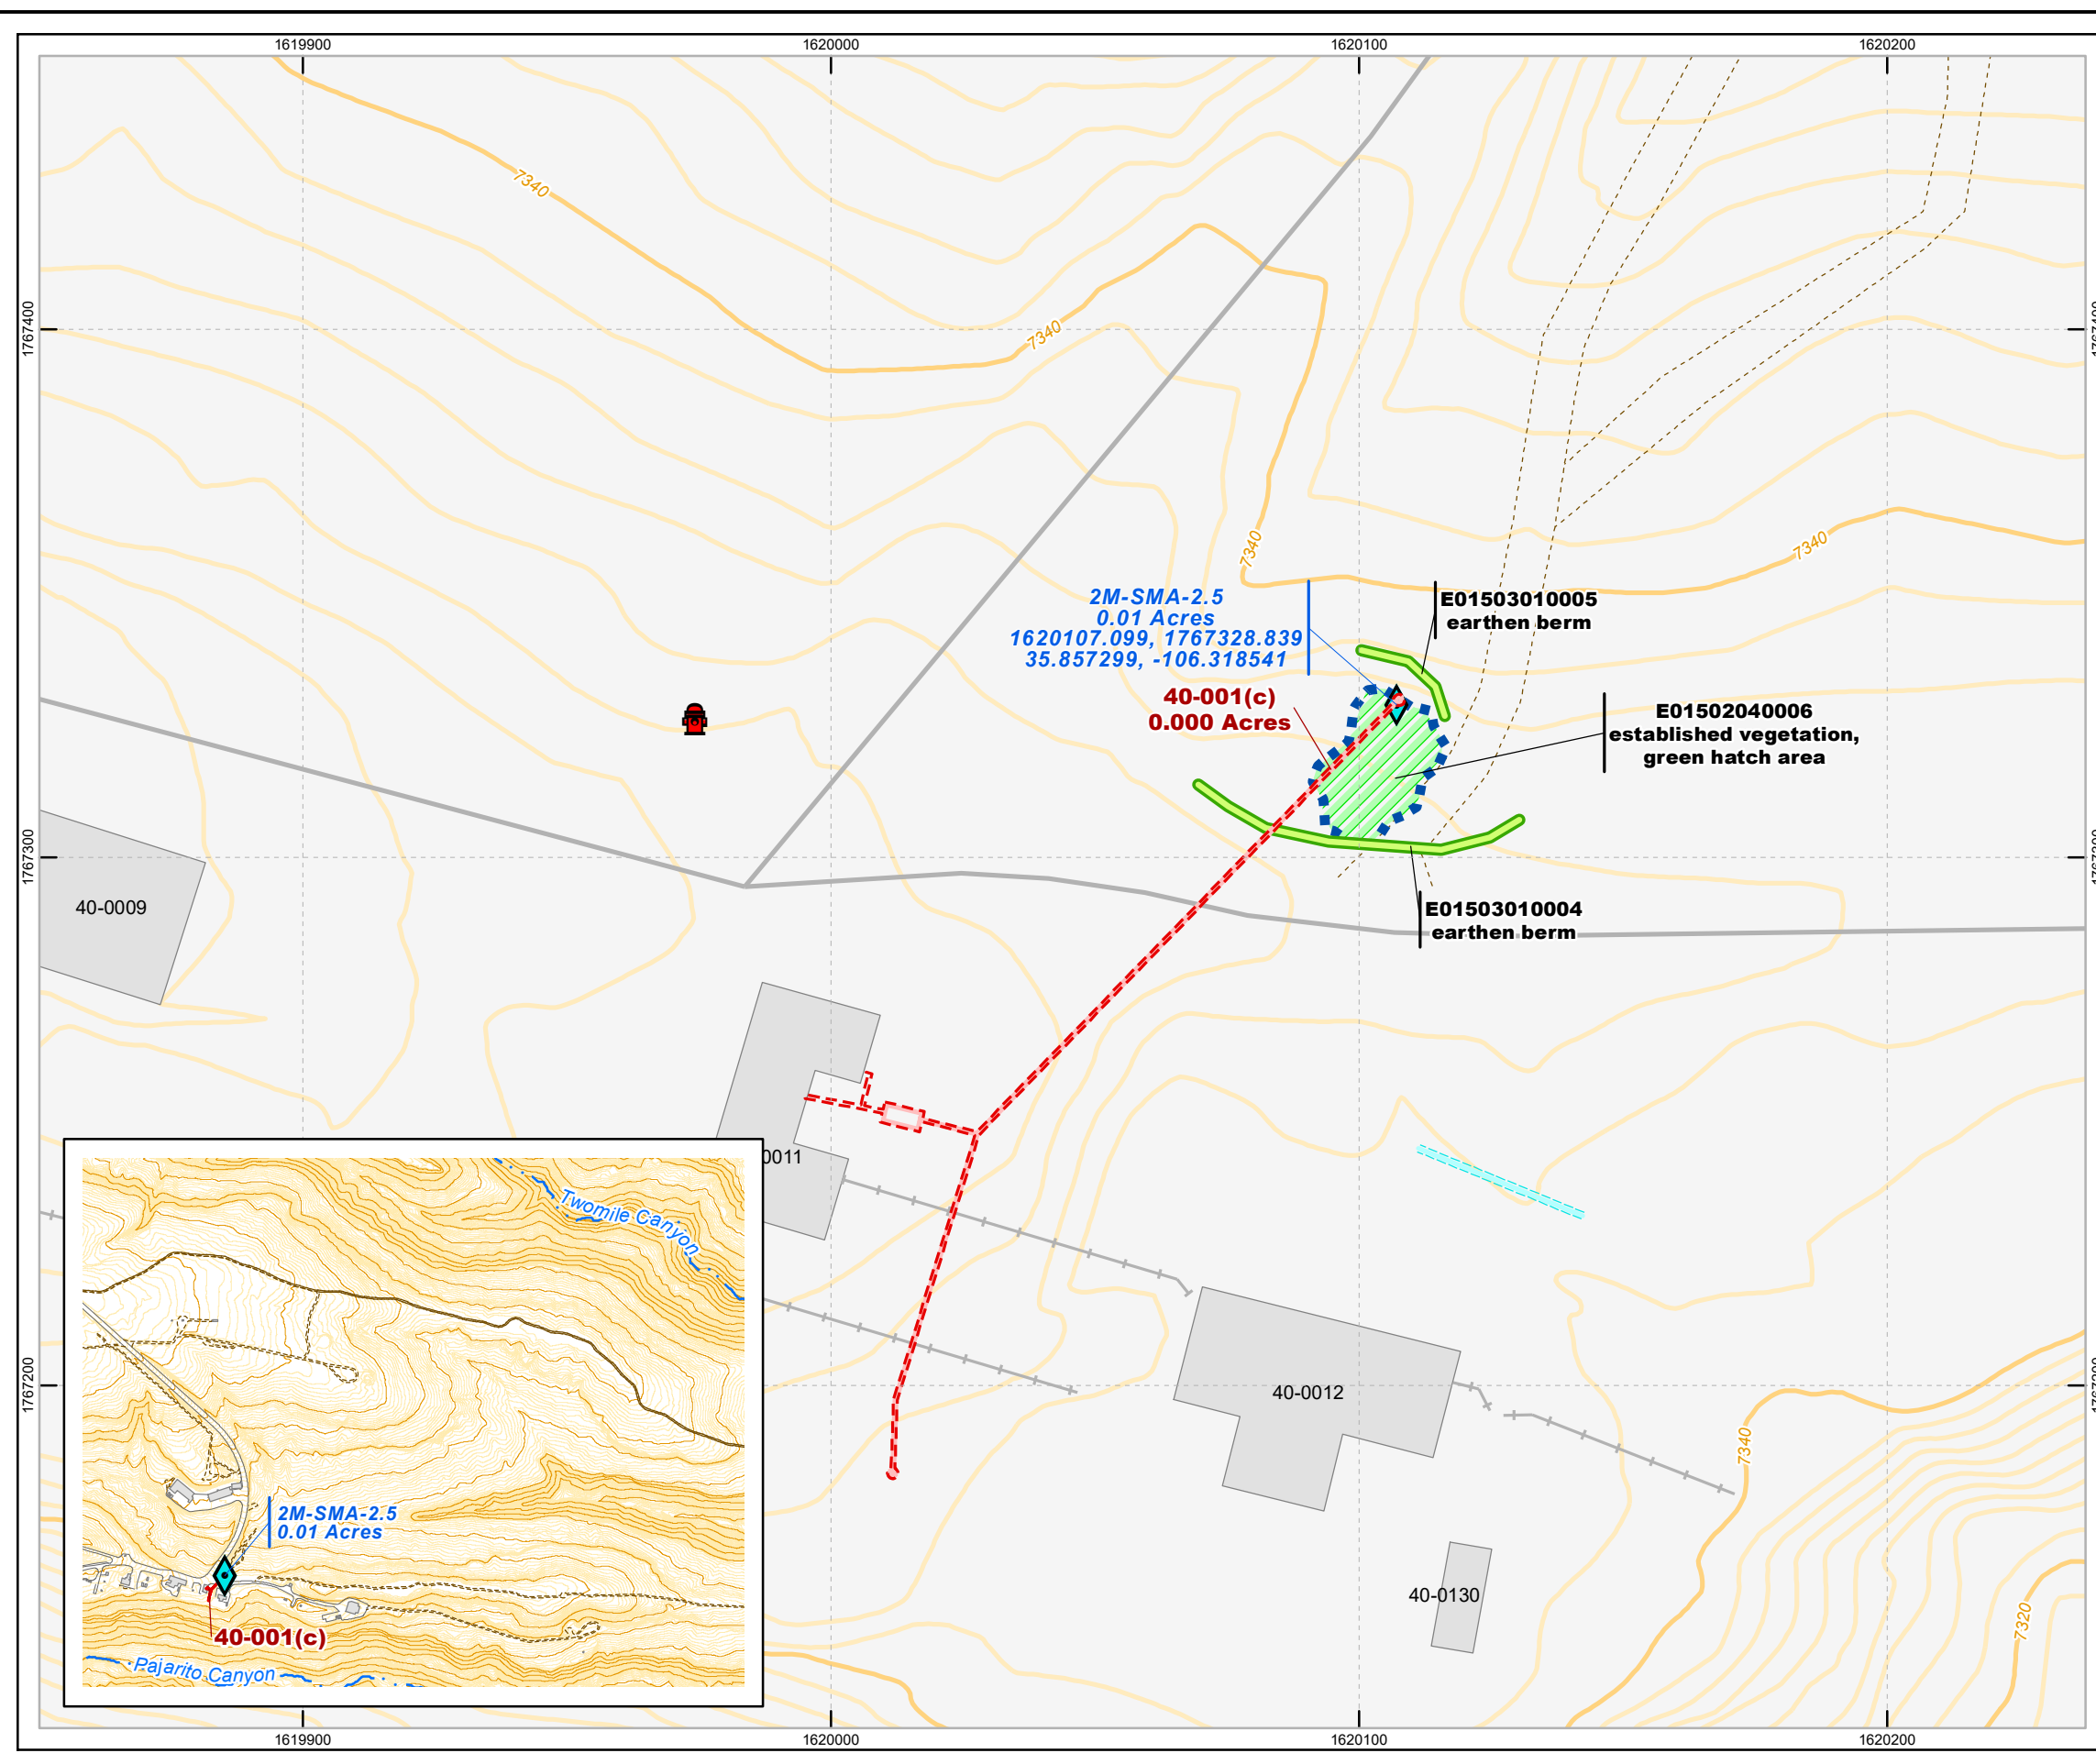 1619900
1620000
1620100
1620200
7340
1767400
7340
7340
7340
2M-SMA-2.5
0.01 Acres
1620107.099, 1767328.839
35.857299, -106.318541
E01503010005
earthen berm
40-001(c)
0.000 Acres
E01502040006
established vegetation,
green hatch area
1767300
40-0009
E01503010004
earthen berm
0011
Twomile Canyon
1767200
40-0012
7340
2M-SMA-2.5
0.01 Acres
40-0130
7320
40-001(c)
Pajarito Canyon
1619900
1620000
1620100
1620200